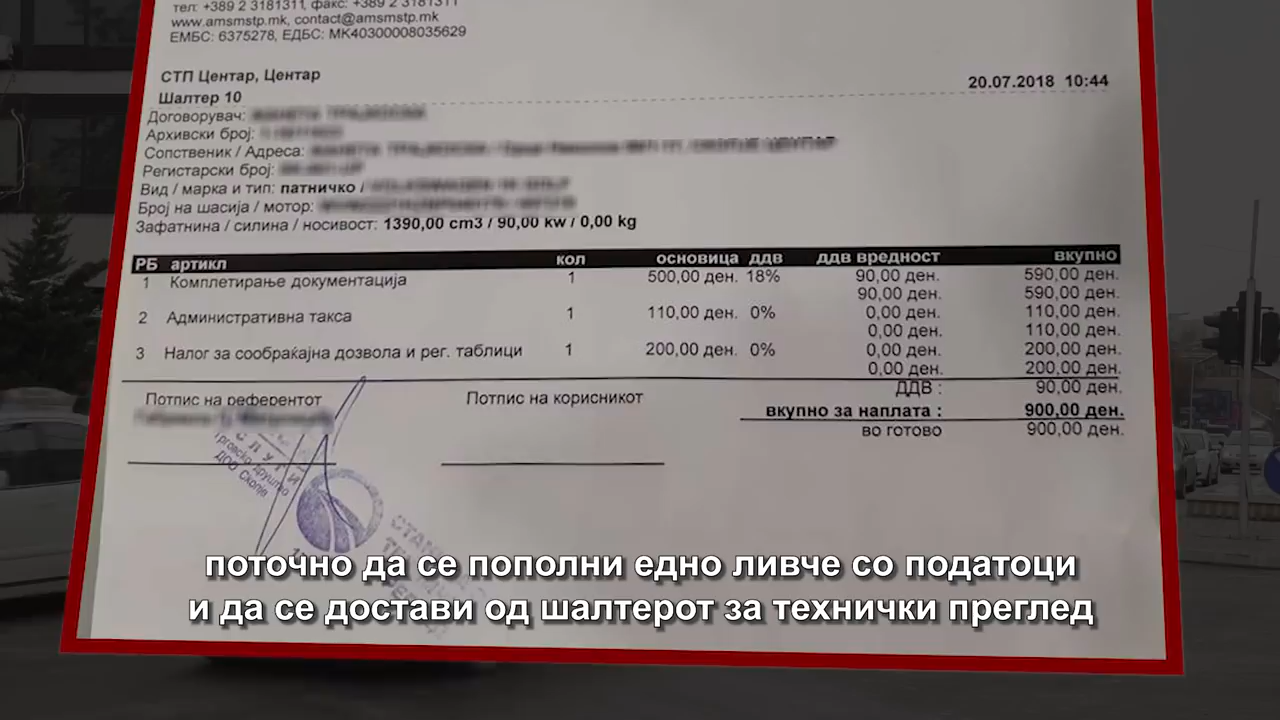 тел: +389 2 3181311, факс: +389 2 3181311
www.amsmstp.mk, contact@amsmstp.mk
ЕМБС: 6375278, ЕДБС: МК40300008035629
СТП Центар, Центар
20.07.2018 10:44
Шалтер 10
Договорувач:
Архивски број:
Сопственик / Адреса:
Регистарски број:
Вид / марка и тип: патничко /
Број на шасија / мотор:
Зафатнина / силина / носивост: 1390,00 cm3 / 90,00 kw / 0,00 kg
РБ артикл кол основица ддв ддв вредност вкупно
1 Комплетирање документација 1 500,00 ден. 18% 90,00 ден. 590,00 ден.
90,00 ден. 590,00 ден.
2 Административна такса 1 110,00 ден. 0% 0,00 ден. 110,00 ден.
0,00 ден. 110,00 ден.
3 Налог за сообраќајна дозвола и рег. таблици 1 200,00 ден. 0% 0,00 ден. 200,00 ден.
0,00 ден. 200,00 ден.
ДДВ : 90,00 ден.
Потпис на референтот Потпис на корисникот вкупно за наплата : 900,00 ден.
во готово 900,00 ден.
Трговско друштво
ДОО Скопје
поточно да се пополни едно ливче со податоци
и да се достави од шалтерот за технички преглед